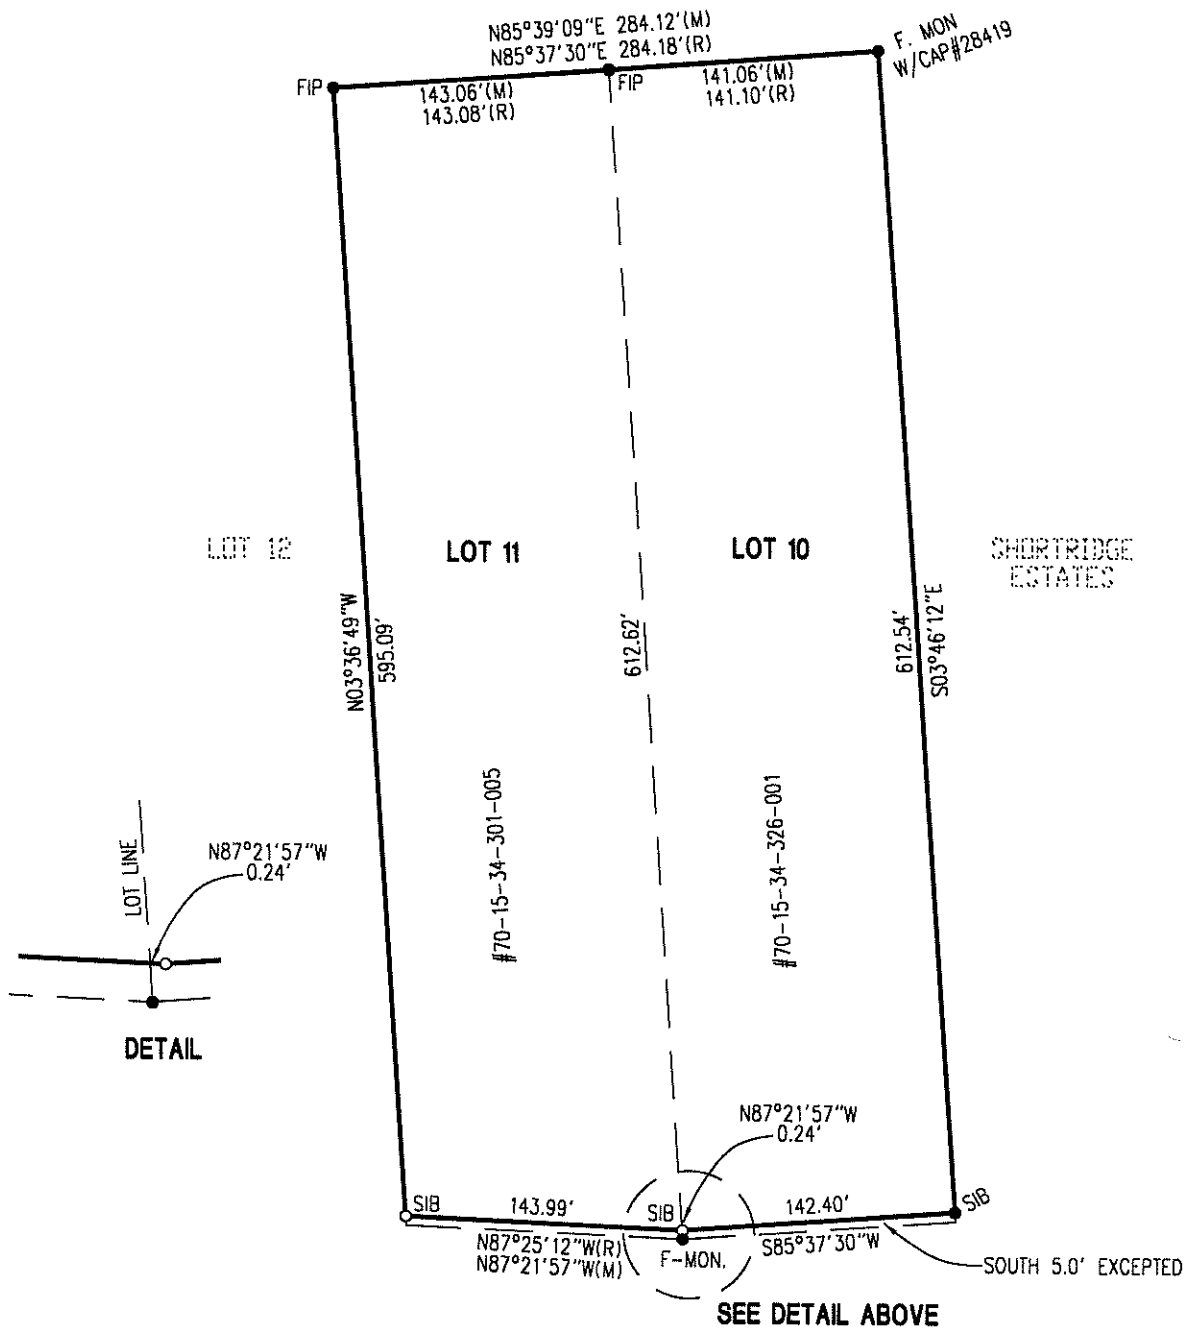 N85°39'09"E 284.12'(M)
N85°37'30"E 284.18'(R)
F. MON
W/CAP#28419
FIP
143.06'(M)
143.08'(R)
FIP
141.06'(M)
141.10'(R)
LOT 12
LOT 11
LOT 10
SHORTRIDGE
ESTATES
N03°36'49"W
595.09'
612.62'
612.54'
S03°46'12"E
#70-15-34-301-005
#70-15-34-326-001
LOT LINE
N87°21'57"W
0.24'
DETAIL
N87°21'57"W
0.24'
SIB
143.99'
SIB
142.40'
SIB
N87°25'12"W(R)
N87°21'57"W(M)
F-MON.
S85°37'30"W
SOUTH 5.0' EXCEPTED
SEE DETAIL ABOVE